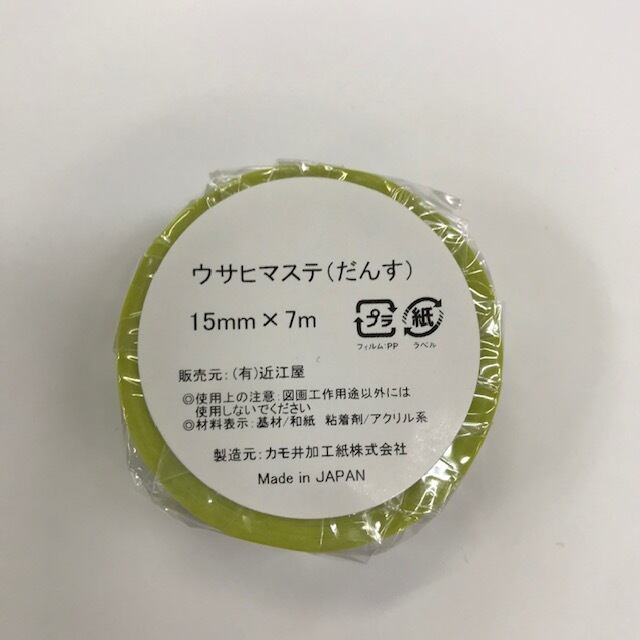 ウサヒマステ(だんす)
15mm×7m
プラ 紙
フィルム:PP ラベル
販売元:(有)近江屋
◎使用上の注意:図画工作用途以外には
使用しないでください
◎材料表示:基材/和紙 粘着剤/アクリル系
製造元:カモ井加工紙株式会社
Made in JAPAN